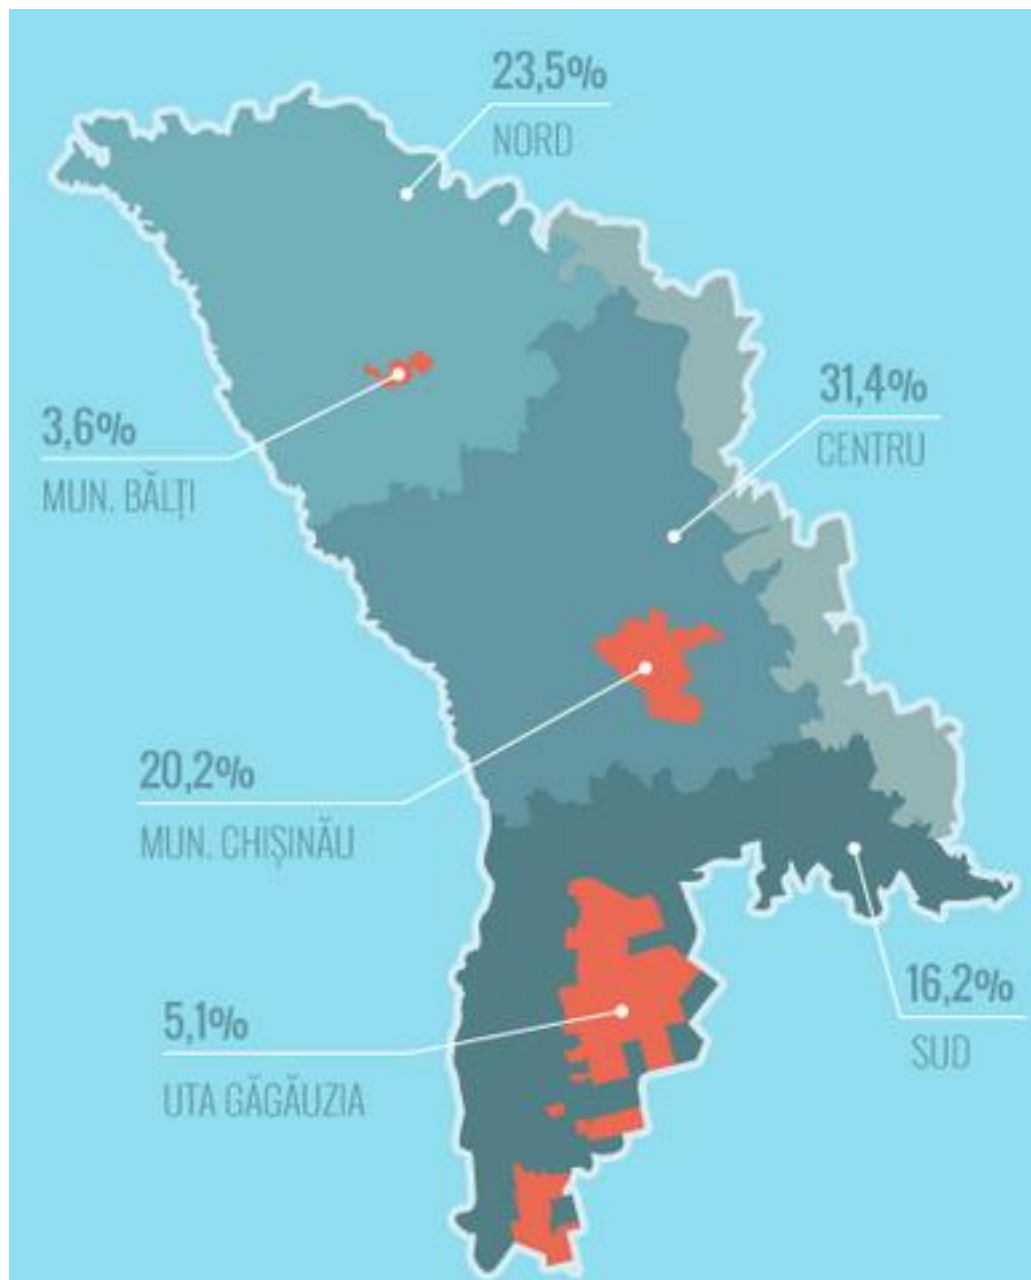 23,5%
NORD
31,4%
CENTRU
3,6%
MUN. BĂLȚI
20,2%
MUN. CHIȘINĂU
16,2%
SUD
5,1%
UTA GĂGĂUZIA